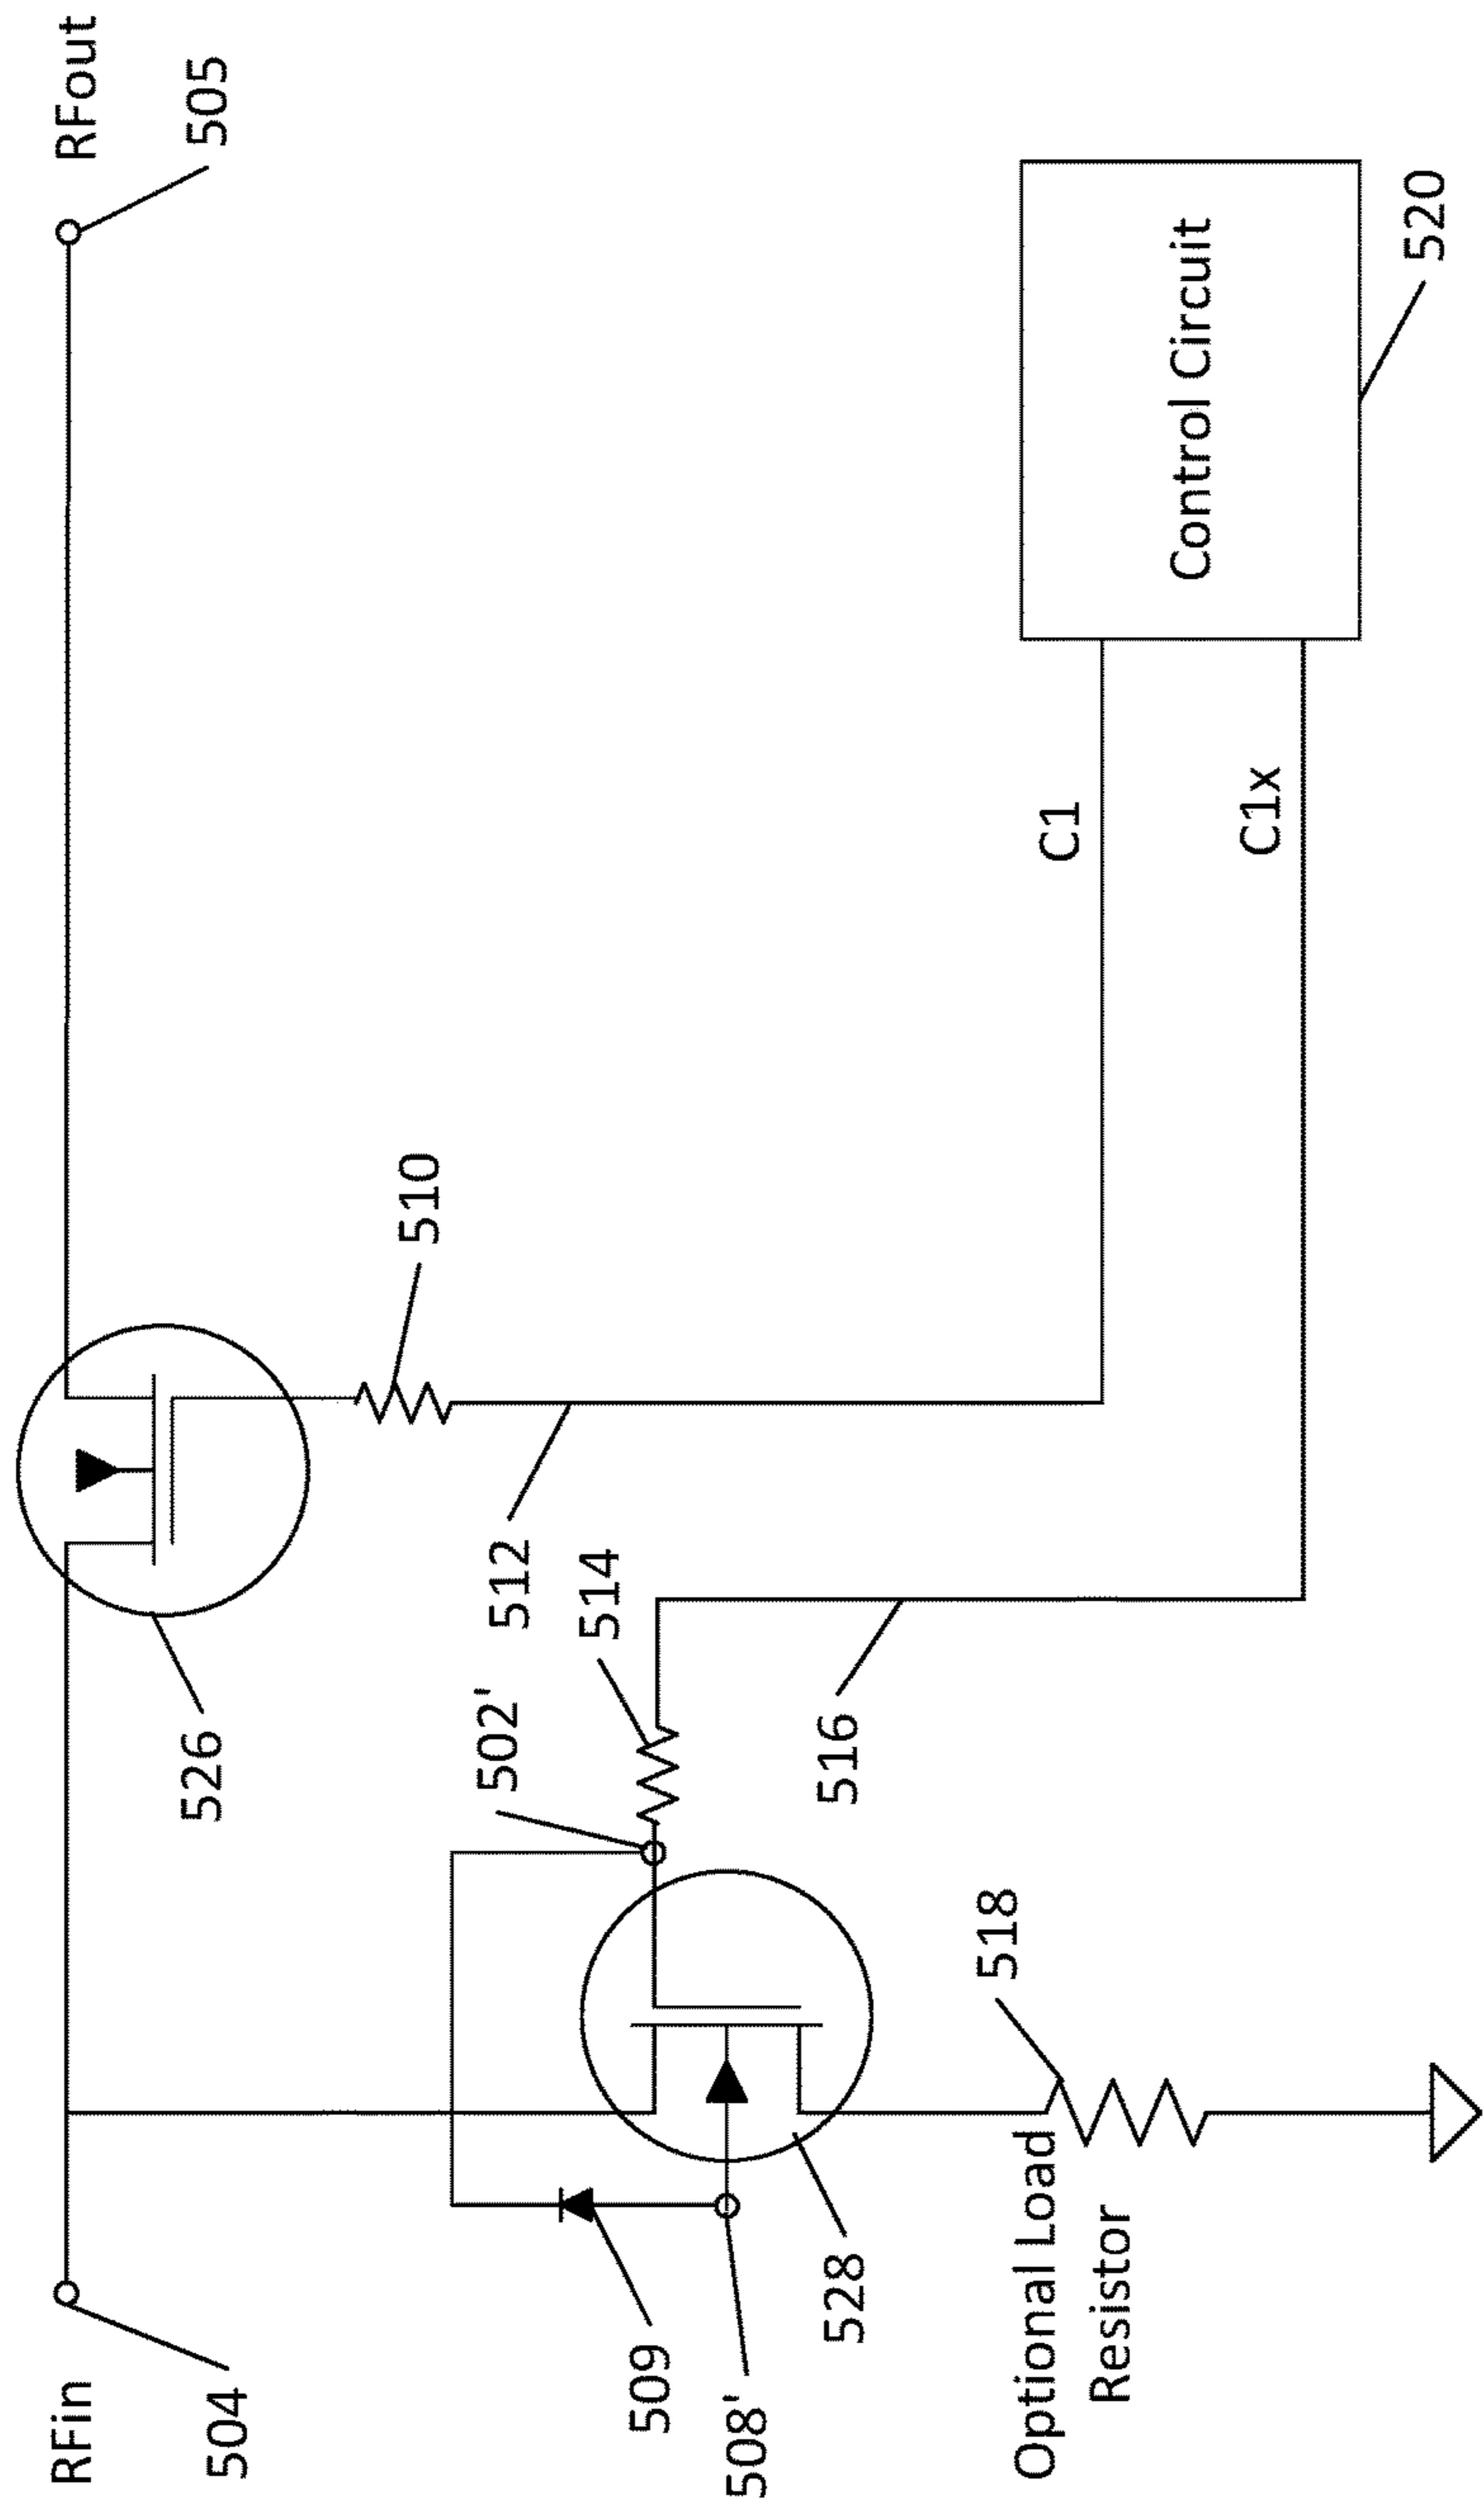 RFin
504
RFout
505
526
510
512
502'
514
509
508'
528
516
518
Optional Load
Resistor
C1
C1x
Control Circuit
520